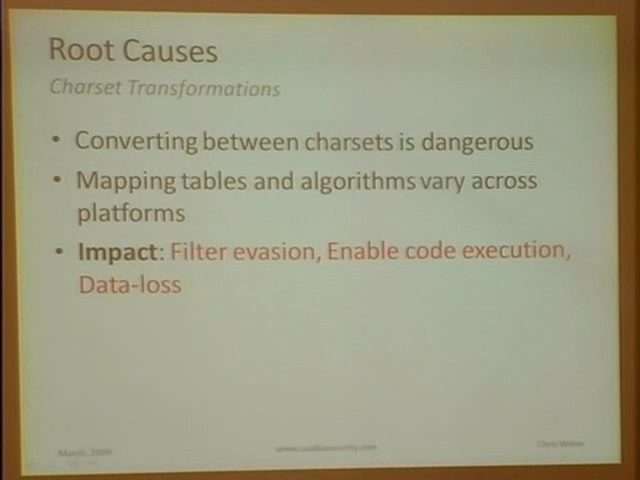 Root Causes
Charset Transformations
• Converting between charsets is dangerous
• Mapping tables and algorithms vary across
platforms
• Impact: Filter evasion, Enable code execution,
Data-loss
March, 2009
Chris Weber